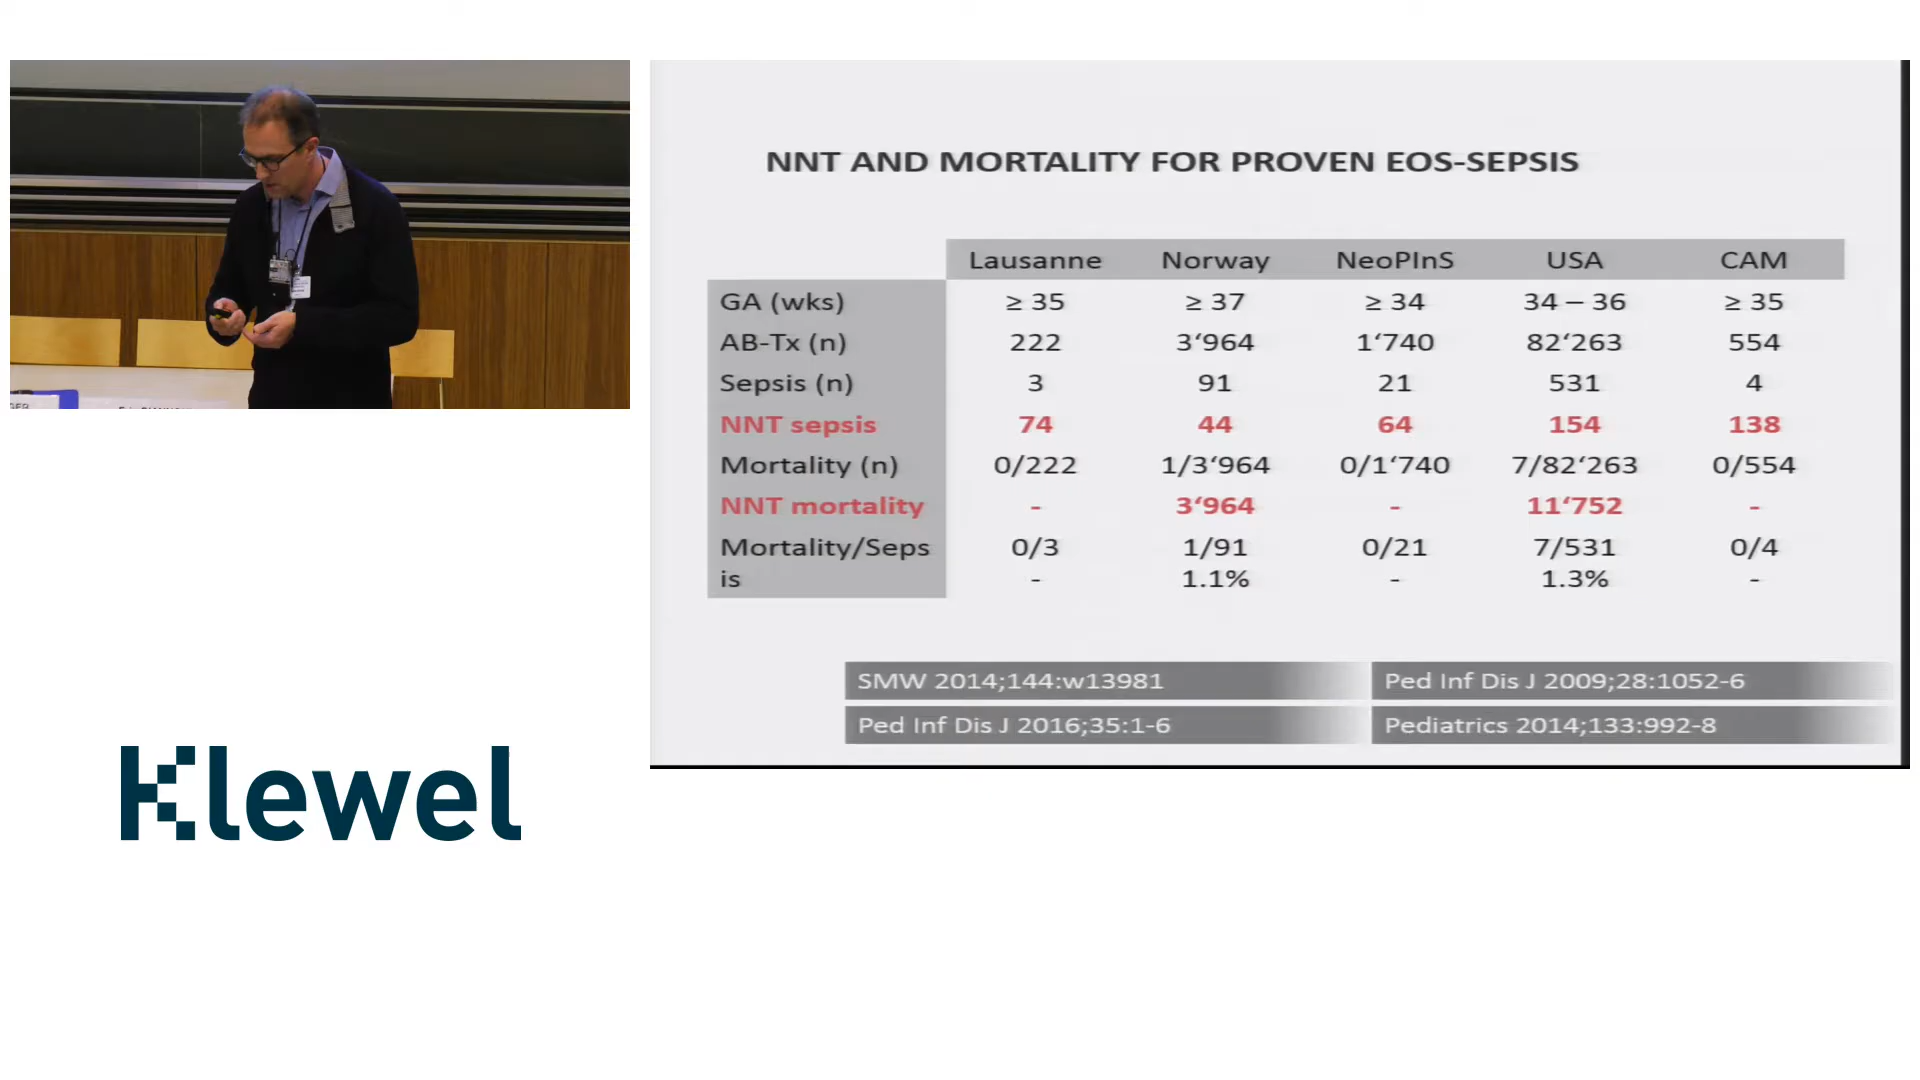 NNT AND MORTALITY FOR PROVEN EOS-SEPSIS
Lausanne Norway NeoPInS USA CAM
GA (wks) ≥ 35 ≥ 37 ≥ 34 34 – 36 ≥ 35
AB-Tx (n) 222 3‘964 1‘740 82‘263 554
Sepsis (n) 3 91 21 531 4
NNT sepsis 74 44 64 154 138
Mortality (n) 0/222 1/3‘964 0/1‘740 7/82‘263 0/554
NNT mortality - 3‘964 - 11‘752 -
Mortality/Seps 0/3 1/91 0/21 7/531 0/4
is - 1.1% - 1.3% -
SMW 2014;144:w13981 Ped Inf Dis J 2009;28:1052-6
Ped Inf Dis J 2016;35:1-6 Pediatrics 2014;133:992-8
Klewel